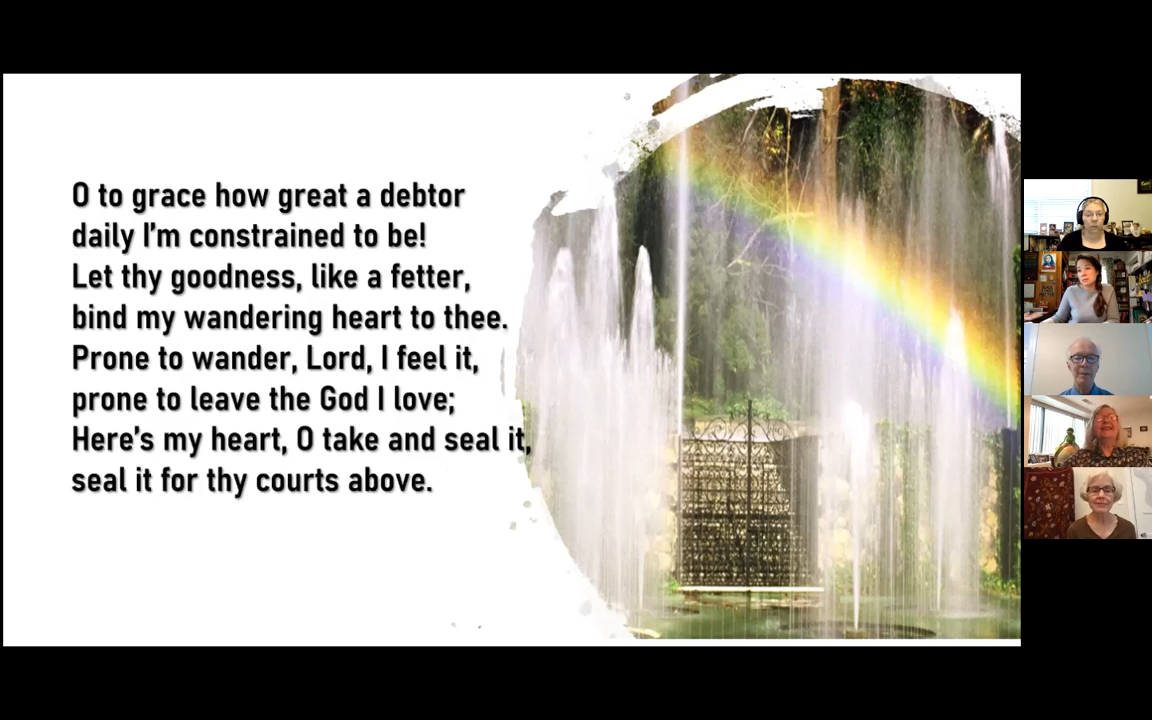 O to grace how great a debtor
daily I'm constrained to be!
Let thy goodness, like a fetter,
bind my wandering heart to thee.
Prone to wander, Lord, I feel it,
prone to leave the God I love;
Here's my heart, O take and seal it,
seal it for thy courts above.